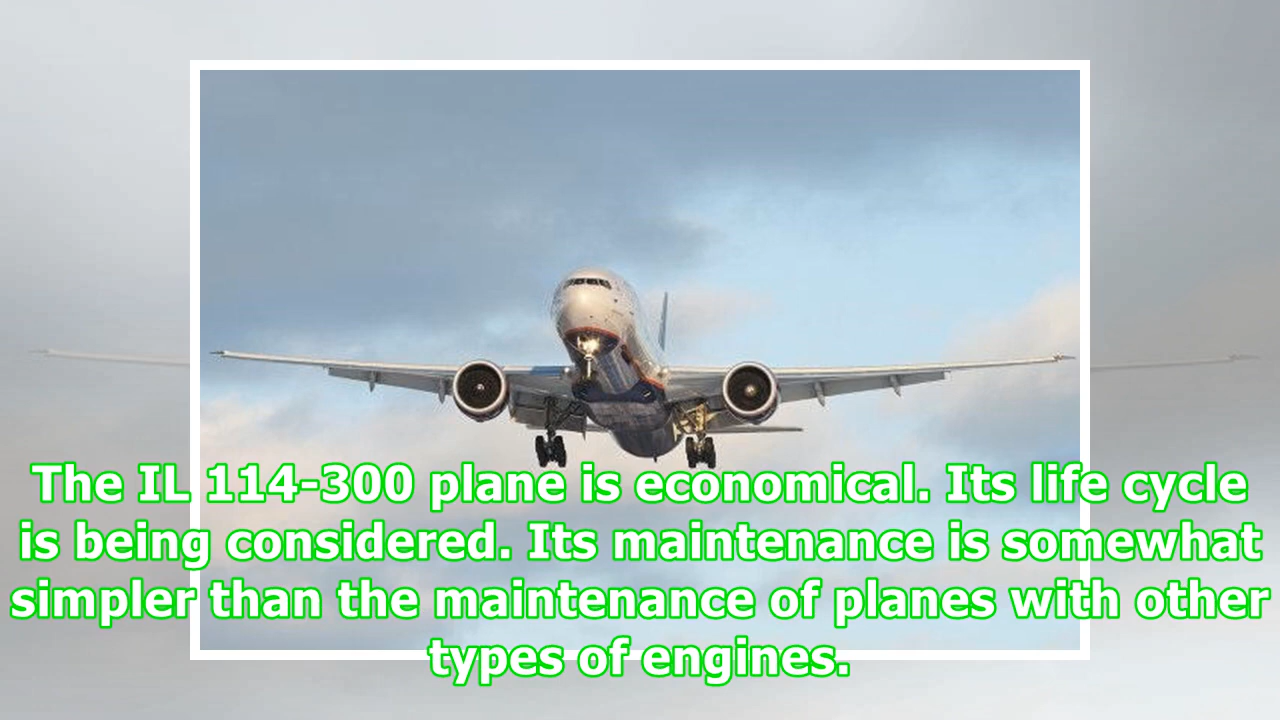 The IL 114-300 plane is economical. Its life cycle
is being considered. Its maintenance is somewhat
simpler than the maintenance of planes with other
types of engines.